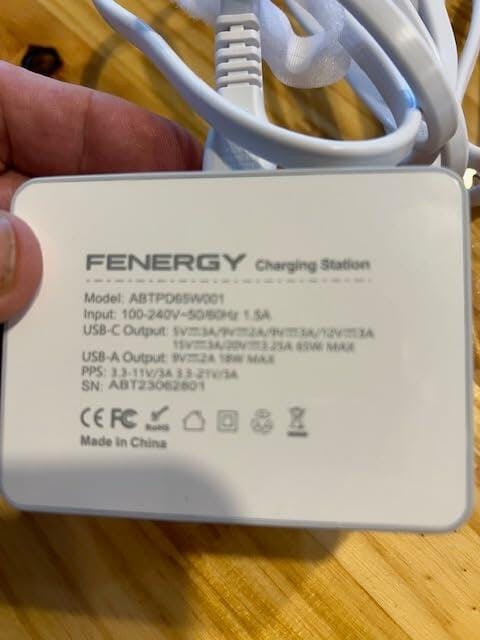 FENERGY Charging Station
Model: ABTPD65W001
Input: 100-240V~50/60Hz 1.5A
USB-C Output: 5V⎓3A/9V⎓2A/9V⎓3A/12V⎓3A
15V⎓3A/20V⎓3.25A 65W MAX
USB-A Output: 9V⎓2A 18W MAX
PPS: 3.3-11V/3A 3.3-21V/3A
SN: ABT23062801
CE FC RoHS
Made in China